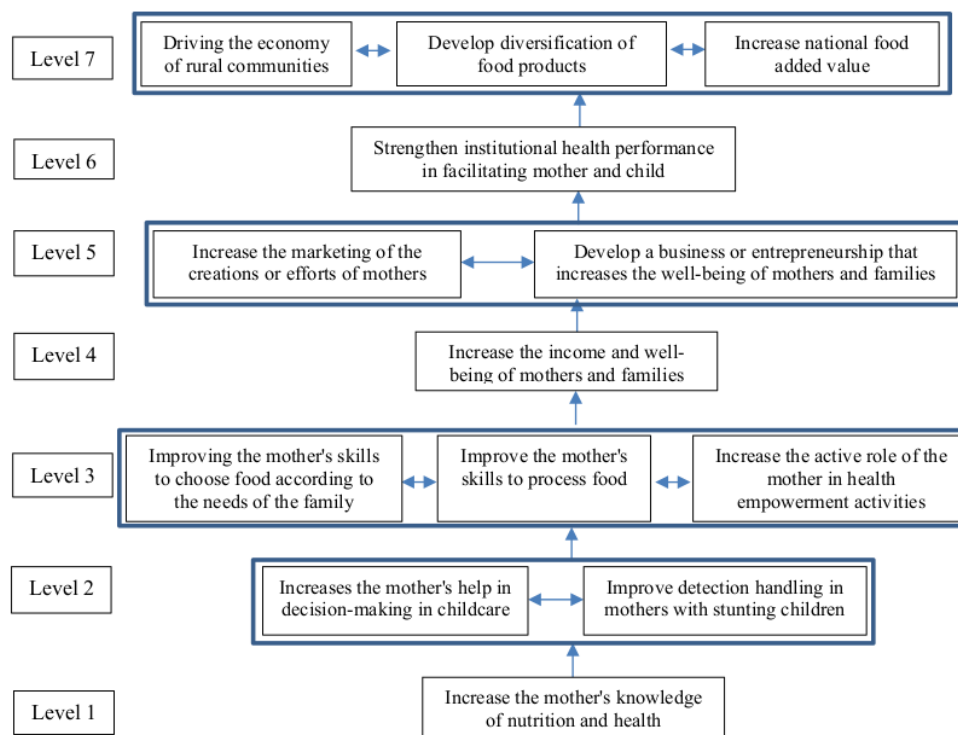 Level 7
Driving the economy
of rural communities
Develop diversification of
food products
Increase national food
added value
Level 6
Strengthen institutional health performance
in facilitating mother and child
Level 5
Increase the marketing of the
creations or efforts of mothers
Develop a business or entrepreneurship that
increases the well-being of mothers and families
Level 4
Increase the income and well-
being of mothers and families
Level 3
Improving the mother's skills
to choose food according to
the needs of the family
Improve the mother's
skills to process food
Increase the active role of the
mother in health
empowerment activities
Level 2
Increases the mother's help in
decision-making in childcare
Improve detection handling in
mothers with stunting children
Level 1
Increase the mother's knowledge
of nutrition and health